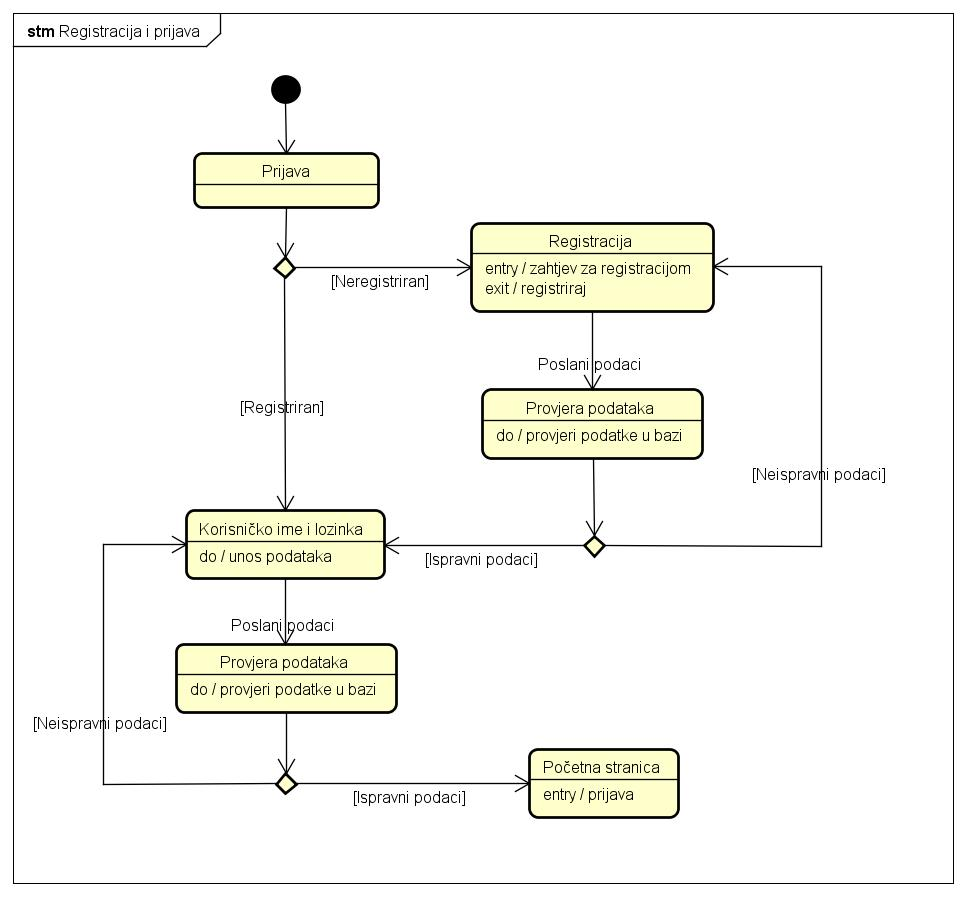 stm Registracija i prijava
Prijava
Registracija
entry / zahtjev za registracijom
exit / registriraj
[Neregistriran]
Poslani podaci
Provjera podataka
do / provjeri podatke u bazi
[Registriran]
[Neispravni podaci]
Korisničko ime i lozinka
do / unos podataka
[Ispravni podaci]
Poslani podaci
Provjera podataka
do / provjeri podatke u bazi
[Neispravni podaci]
Početna stranica
entry / prijava
[Ispravni podaci]